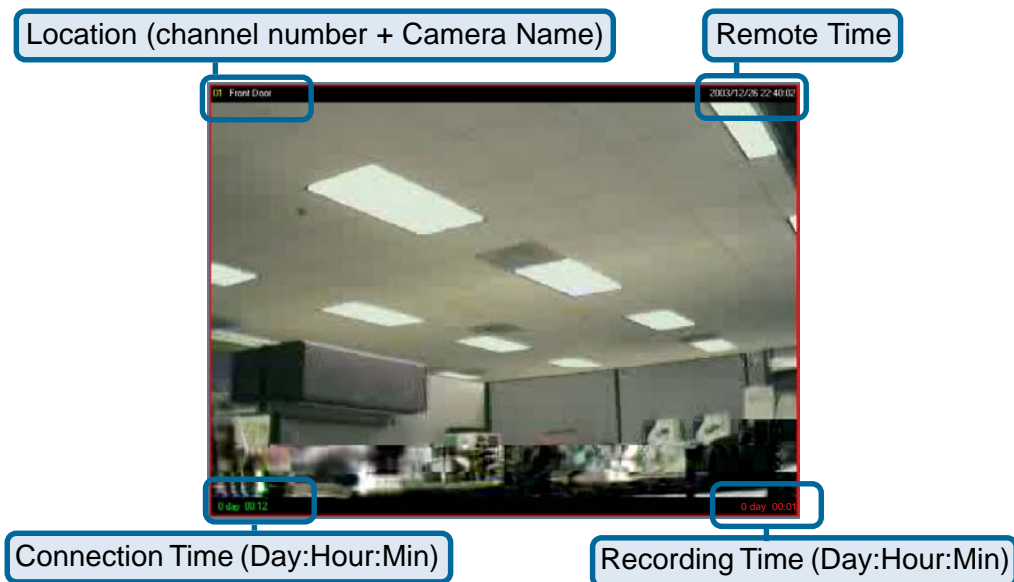 Location (channel number + Camera Name)
Remote Time
01 Front Door
2003/12/26 22:40:02
0 day 00:12
0 day 00:01
Connection Time (Day:Hour:Min)
Recording Time (Day:Hour:Min)